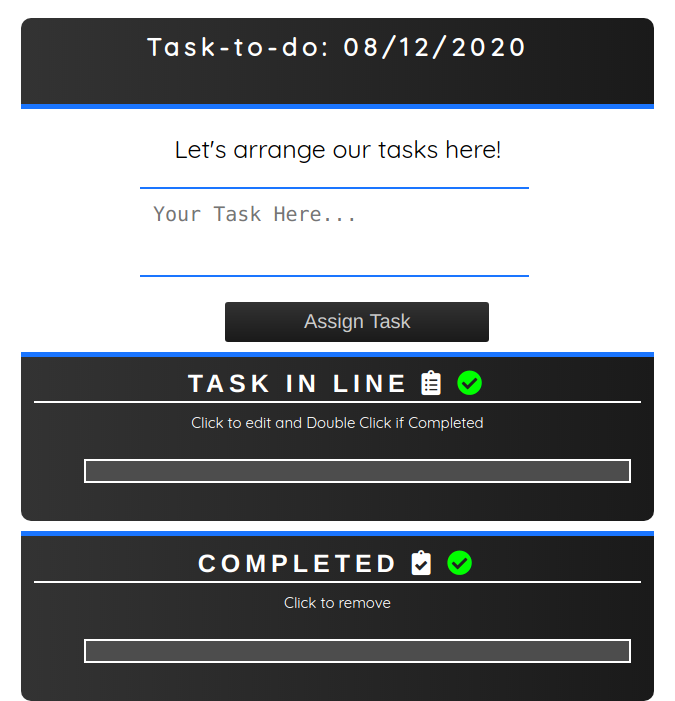 Task-to-do: 08/12/2020
Let's arrange our tasks here!
Your Task Here...
Assign Task
TASK IN LINE
Click to edit and Double Click if Completed
COMPLETED
Click to remove